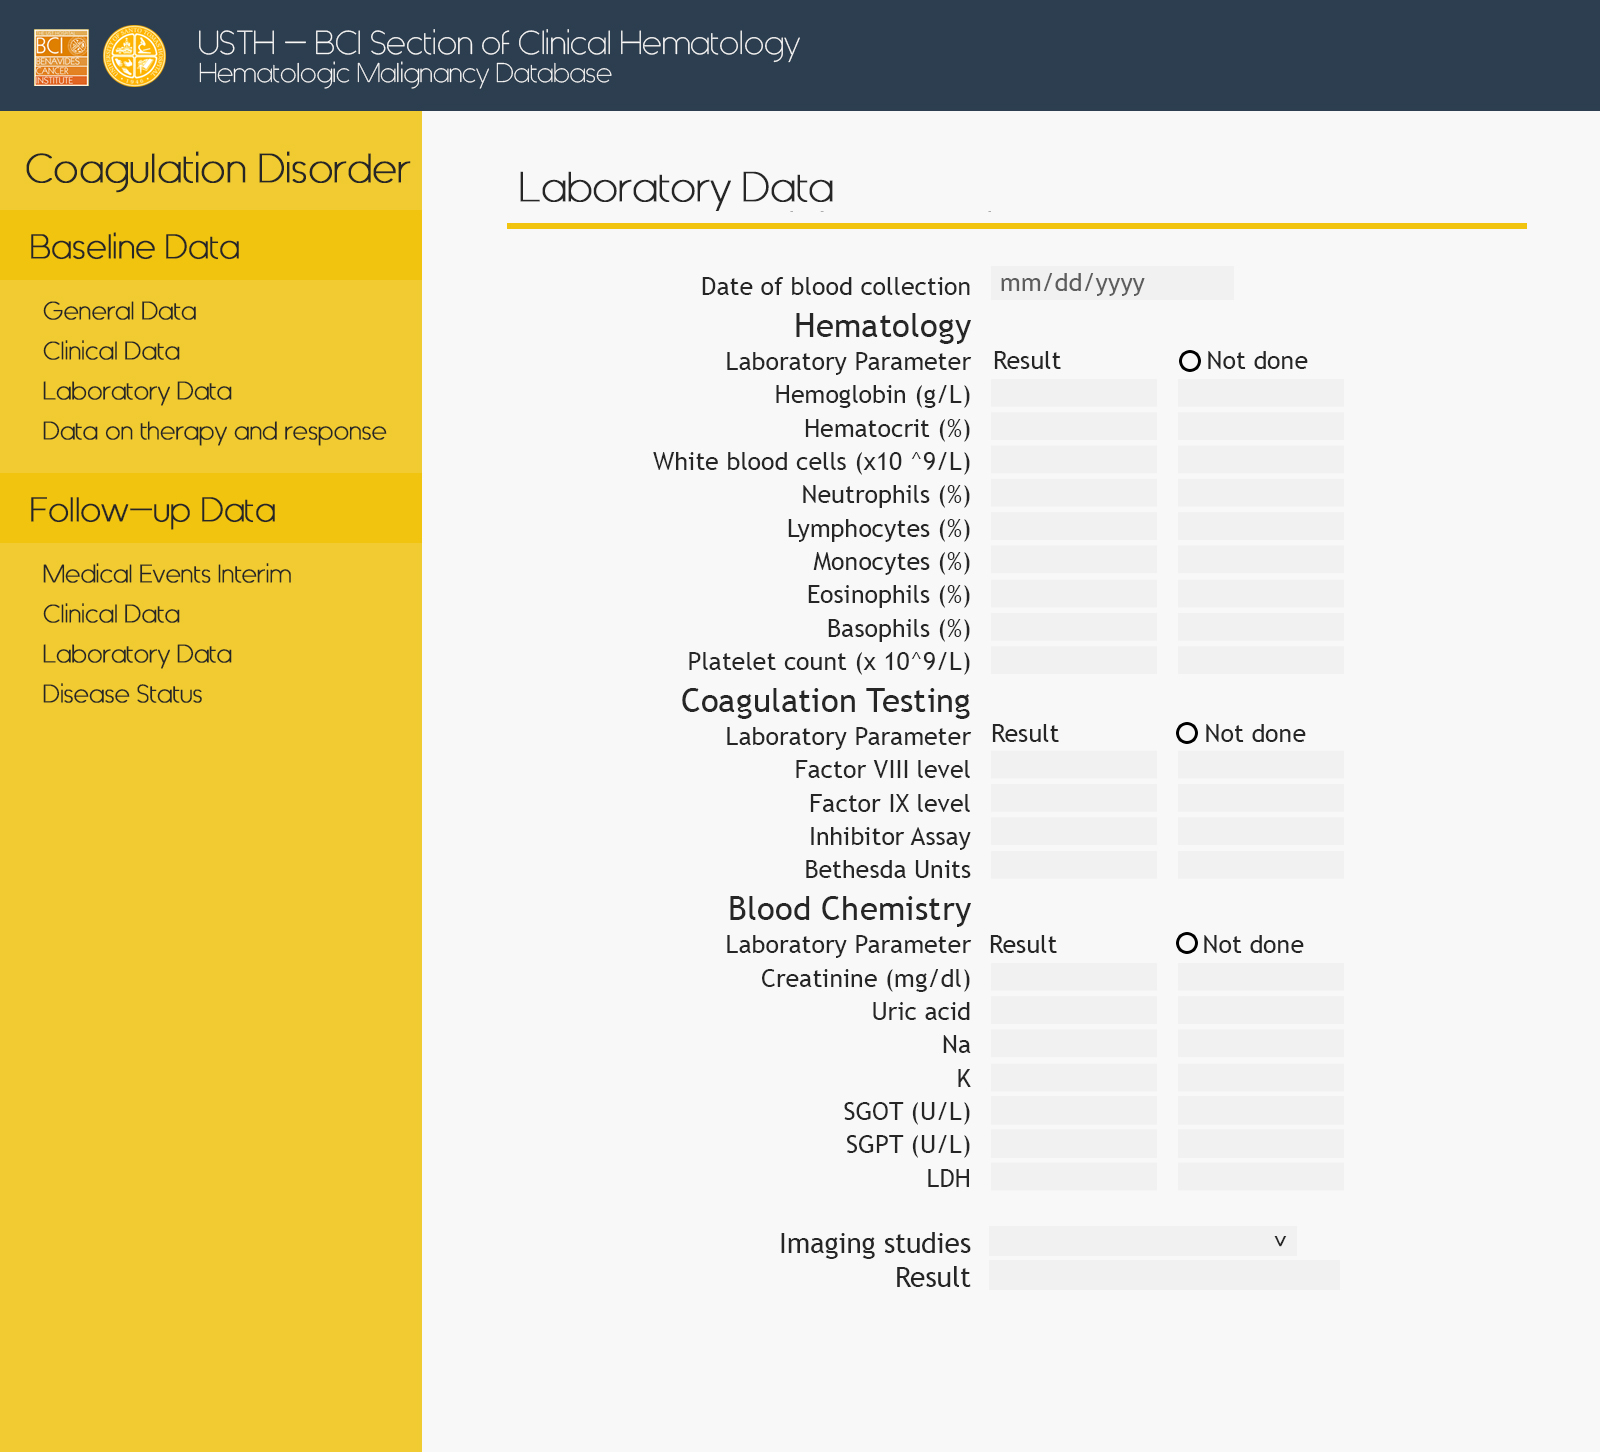 BCI
BENAVIDES
CANCER
INSTITUTE
USTH – BCI Section of Clinical Hematology
Hematologic Malignancy Database
Coagulation Disorder
Baseline Data
General Data
Clinical Data
Laboratory Data
Data on therapy and response
Follow-up Data
Medical Events Interim
Clinical Data
Laboratory Data
Disease Status
Laboratory Data
Date of blood collection mm/dd/yyyy
Hematology
Laboratory Parameter Result Not done
Hemoglobin (g/L)
Hematocrit (%)
White blood cells (x10 ^9/L)
Neutrophils (%)
Lymphocytes (%)
Monocytes (%)
Eosinophils (%)
Basophils (%)
Platelet count (x 10^9/L)
Coagulation Testing
Laboratory Parameter Result Not done
Factor VIII level
Factor IX level
Inhibitor Assay
Bethesda Units
Blood Chemistry
Laboratory Parameter Result Not done
Creatinine (mg/dl)
Uric acid
Na
K
SGOT (U/L)
SGPT (U/L)
LDH
Imaging studies
Result